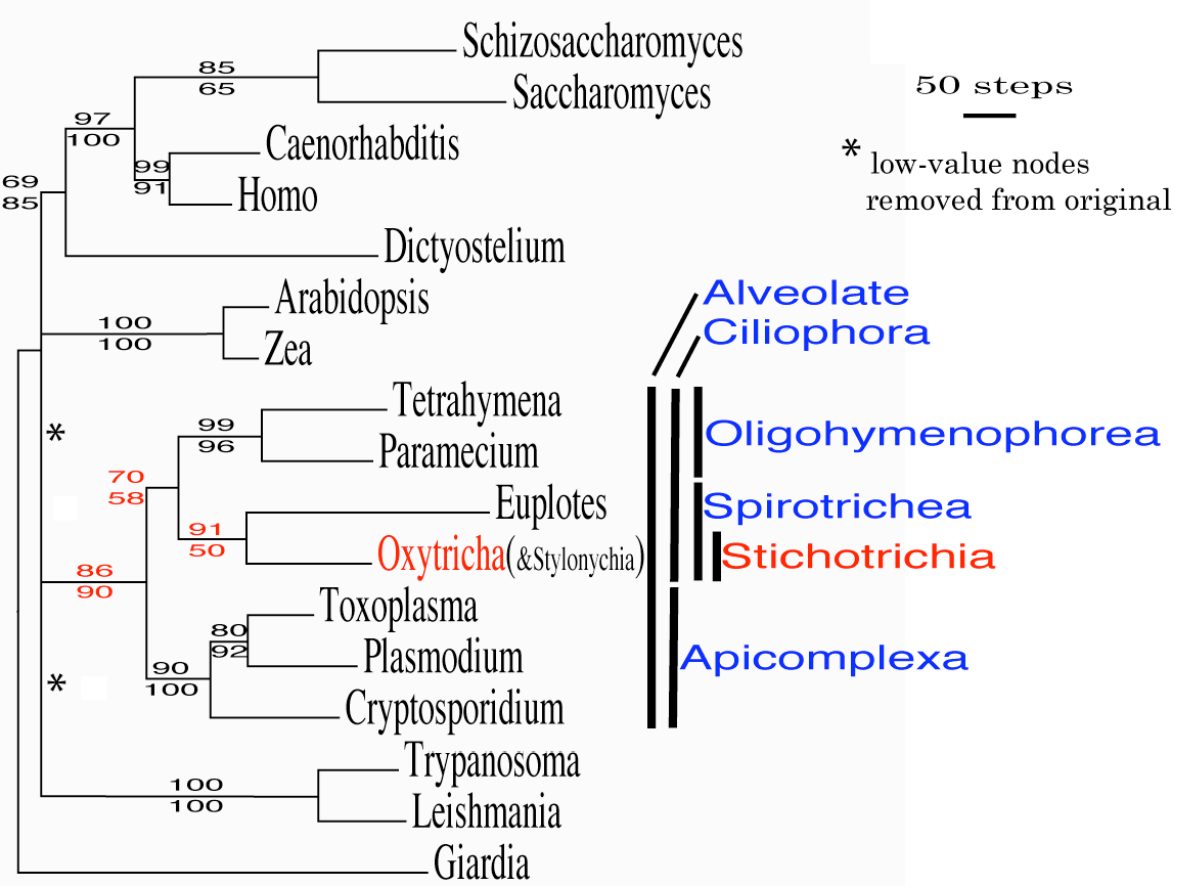 Schizosaccharomyces
85
65
Saccharomyces
50 steps
97
100
Caenorhabditis
99
91
Homo
* low-value nodes
removed from original
69
85
Dictyostelium
Arabidopsis
100
100
Zea
Alveolate
Ciliophora
Tetrahymena
99
96
Paramecium
*
Oligohymenophorea
70
58
Euplotes
Spirotrichea
91
50
Oxytricha(&Stylonychia)
Stichotrichia
86
90
Toxoplasma
80
92
Plasmodium
Apicomplexa
90
100
*
Cryptosporidium
Trypanosoma
100
100
Leishmania
Giardia